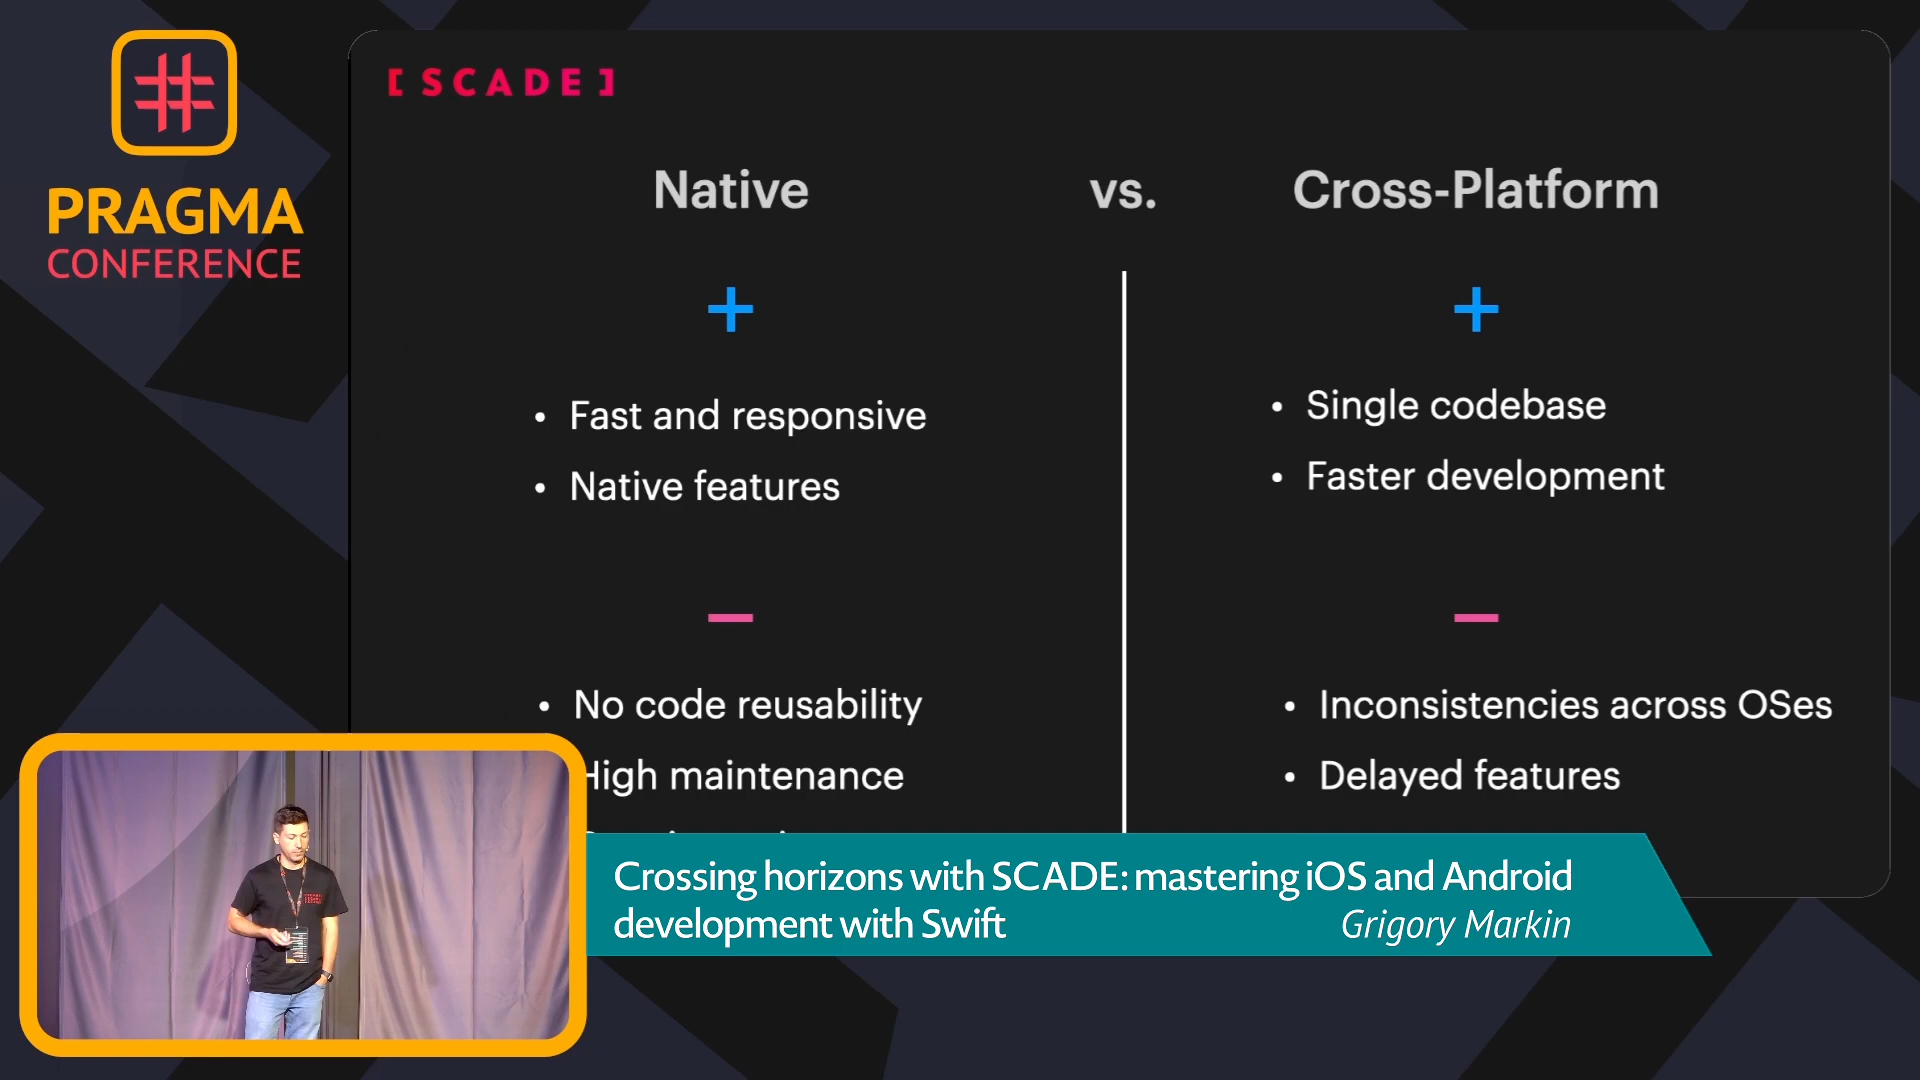 PRAGMA
CONFERENCE
[SCADE]
Native vs. Cross-Platform
+
• Fast and responsive
• Native features
–
• No code reusability
High maintenance
+
• Single codebase
• Faster development
–
• Inconsistencies across OSes
• Delayed features
Crossing horizons with SCADE: mastering iOS and Android
development with Swift
Grigory Markin